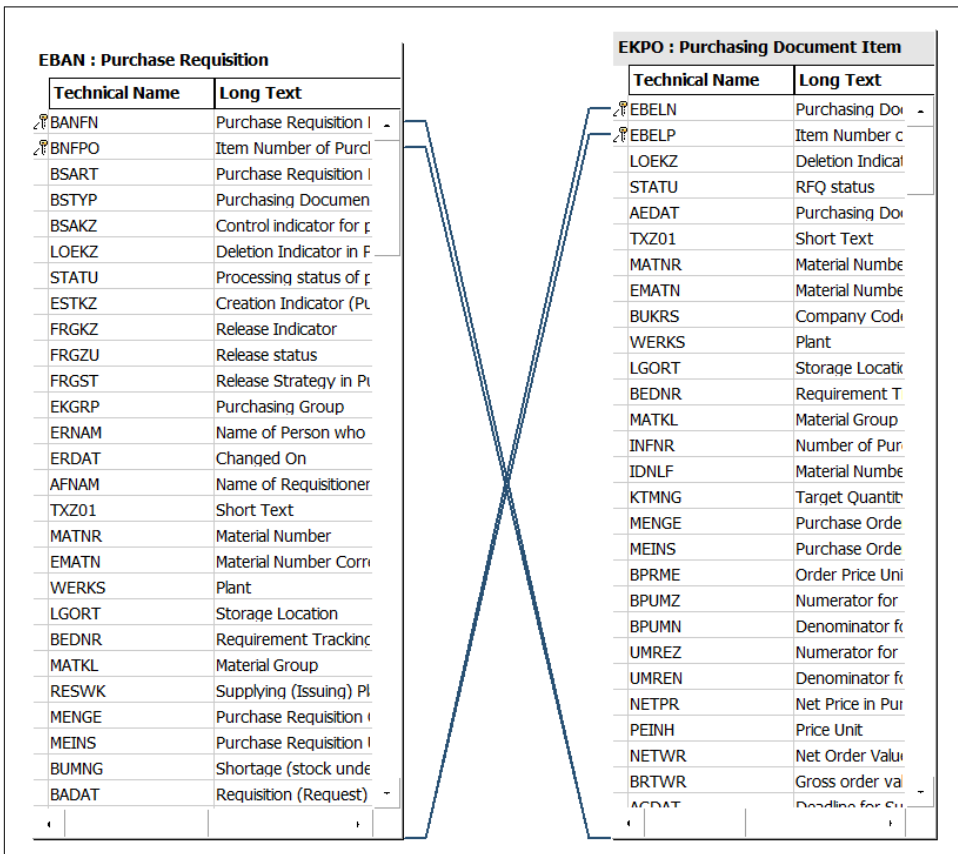 EBAN : Purchase Requisition
Technical Name Long Text
BANFN Purchase Requisition
BNFPO Item Number of Purcl
BSART Purchase Requisition
BSTYP Purchasing Documen
BSAKZ Control indicator for p
LOEKZ Deletion Indicator in P
STATU Processing status of p
ESTKZ Creation Indicator (Pu
FRGKZ Release Indicator
FRGZU Release status
FRGST Release Strategy in Pu
EKGRP Purchasing Group
ERNAM Name of Person who
ERDAT Changed On
AFNAM Name of Requisitioner
TXZ01 Short Text
MATNR Material Number
EMATN Material Number Corr
WERKS Plant
LGORT Storage Location
BEDNR Requirement Tracking
MATKL Material Group
RESWK Supplying (Issuing) Pl
MENGE Purchase Requisition
MEINS Purchase Requisition
BUMNG Shortage (stock unde
BADAT Requisition (Request)
EKPO : Purchasing Document Item
Technical Name Long Text
EBELN Purchasing Do
EBELP Item Number o
LOEKZ Deletion Indicat
STATU RFQ status
AEDAT Purchasing Do
TXZ01 Short Text
MATNR Material Numbe
EMATN Material Numbe
BUKRS Company Code
WERKS Plant
LGORT Storage Locatio
BEDNR Requirement T
MATKL Material Group
INFNR Number of Pur
IDNLF Material Numbe
KTMNG Target Quantit
MENGE Purchase Orde
MEINS Purchase Orde
BPRME Order Price Uni
BPUMZ Numerator for
BPUMN Denominator fo
UMREZ Numerator for
UMREN Denominator fo
NETPR Net Price in Pur
PEINH Price Unit
NETWR Net Order Valu
BRTWR Gross order val
AGDAT Deadline for Su